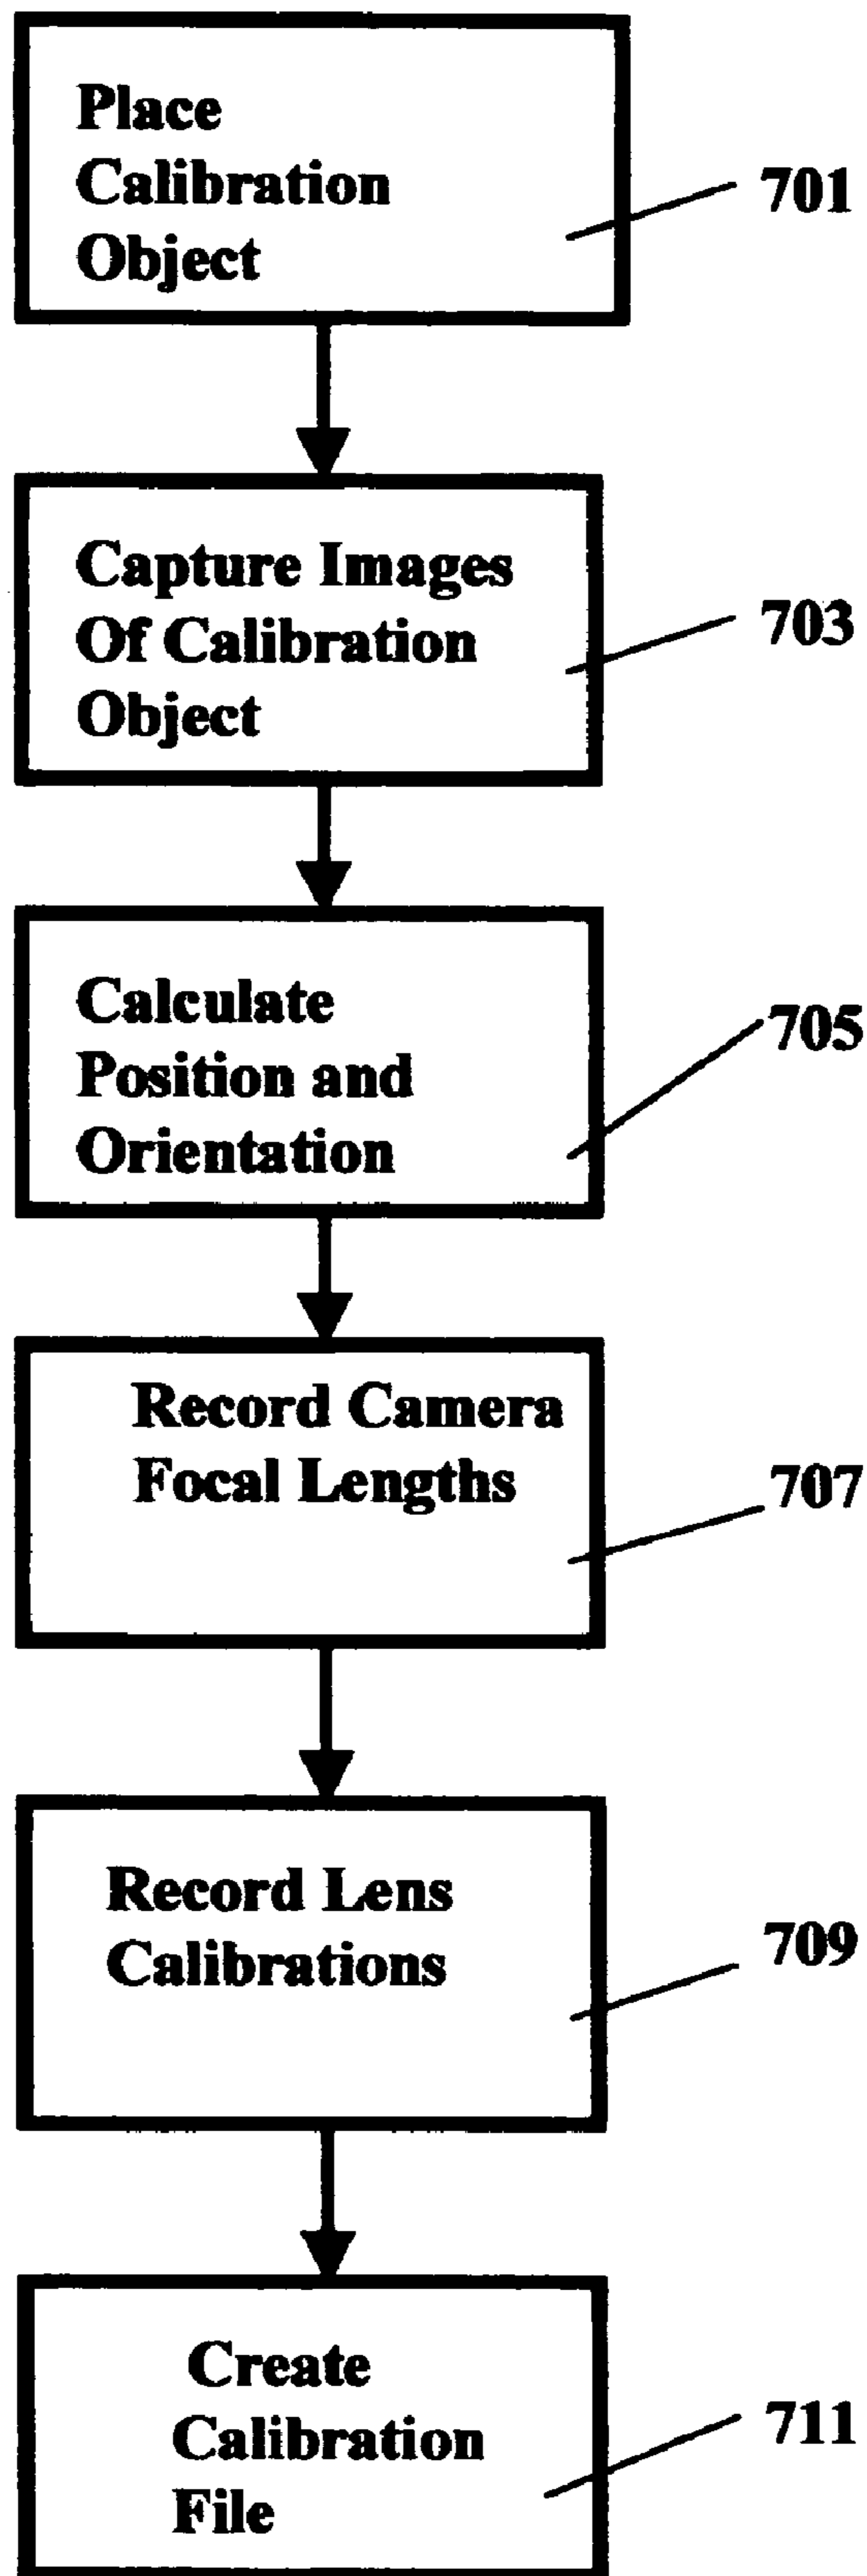 Place
Calibration
Object
701
Capture Images
Of Calibration
Object
703
Calculate
Position and
Orientation
705
Record Camera
Focal Lengths
707
Record Lens
Calibrations
709
Create
Calibration
File
711